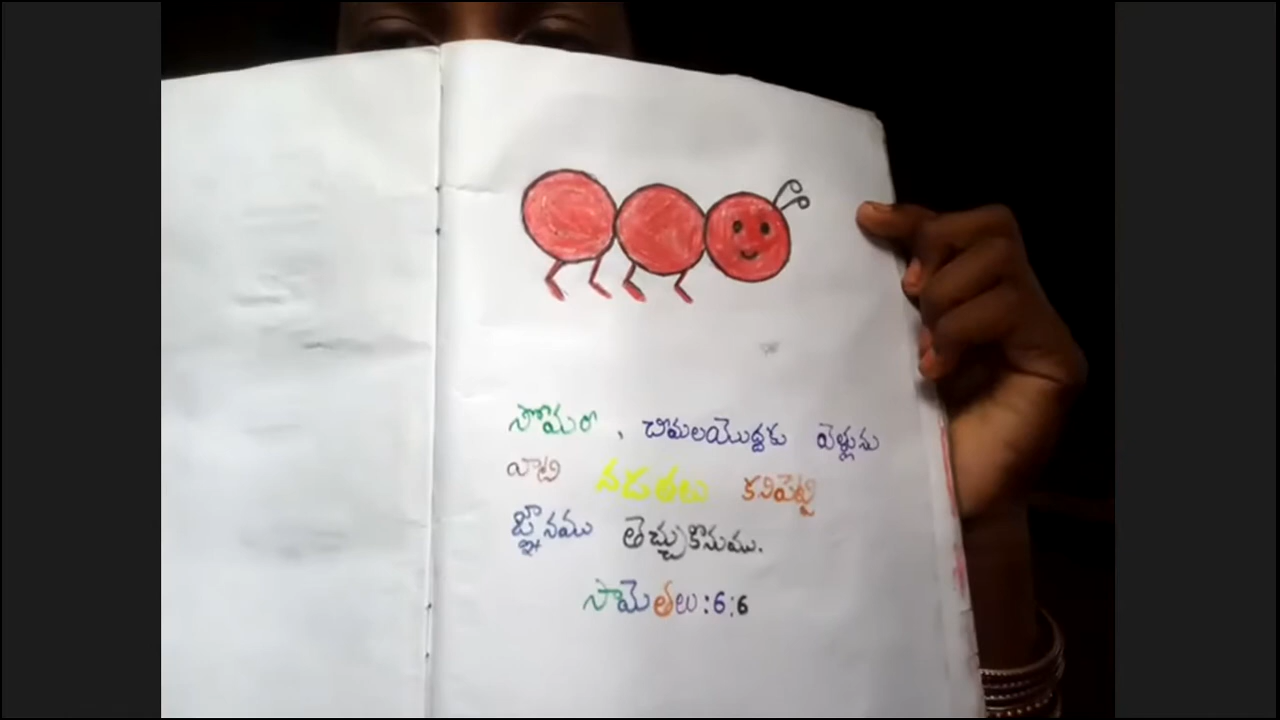 సోమరి, చీమలయొద్దకు వెళ్లును
వాటి నడతలు కనిపెట్టి
జ్ఞానము తెచ్చుకొనుము.
సామెతలు:6:6